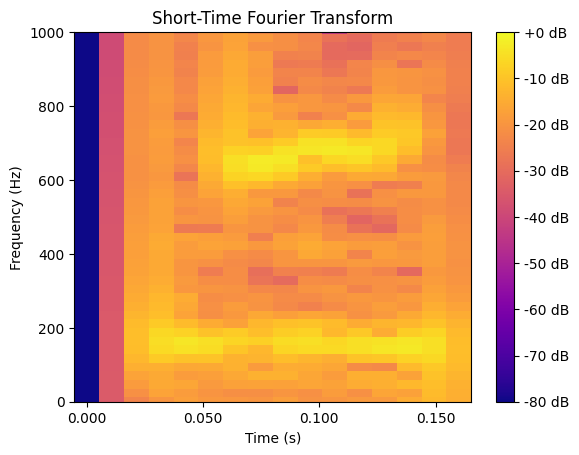 Short-Time Fourier Transform
1000
800
600
400
200
0
Frequency (Hz)
0.000
0.050
0.100
0.150
Time (s)
+0 dB
-10 dB
-20 dB
-30 dB
-40 dB
-50 dB
-60 dB
-70 dB
-80 dB